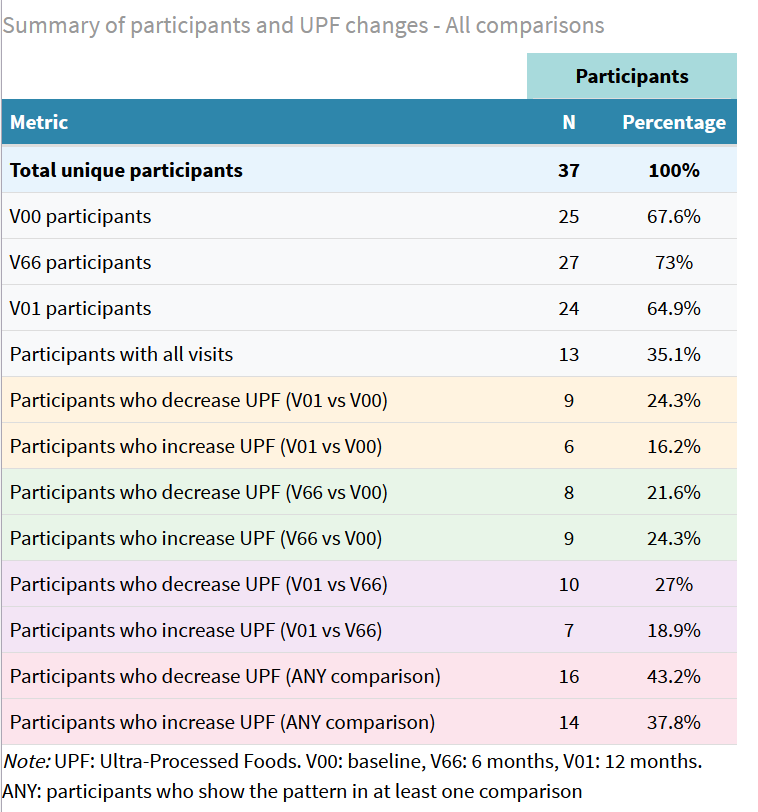 Summary of participants and UPF changes - All comparisons
Participants
Metric N Percentage
Total unique participants 37 100%
V00 participants 25 67.6%
V66 participants 27 73%
V01 participants 24 64.9%
Participants with all visits 13 35.1%
Participants who decrease UPF (V01 vs V00) 9 24.3%
Participants who increase UPF (V01 vs V00) 6 16.2%
Participants who decrease UPF (V66 vs V00) 8 21.6%
Participants who increase UPF (V66 vs V00) 9 24.3%
Participants who decrease UPF (V01 vs V66) 10 27%
Participants who increase UPF (V01 vs V66) 7 18.9%
Participants who decrease UPF (ANY comparison) 16 43.2%
Participants who increase UPF (ANY comparison) 14 37.8%
Note: UPF: Ultra-Processed Foods. V00: baseline, V66: 6 months, V01: 12 months.
ANY: participants who show the pattern in at least one comparison